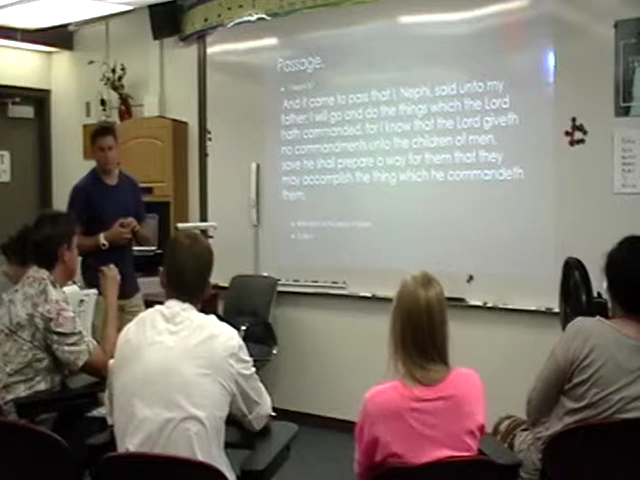 Passage.
And it came to pass that I, Nephi, said unto my
father: I will go and do the things which the Lord
hath commanded, for I know that the Lord giveth
no commandments unto the children of men,
save he shall prepare a way for them that they
may accomplish the thing which he commandeth
them.